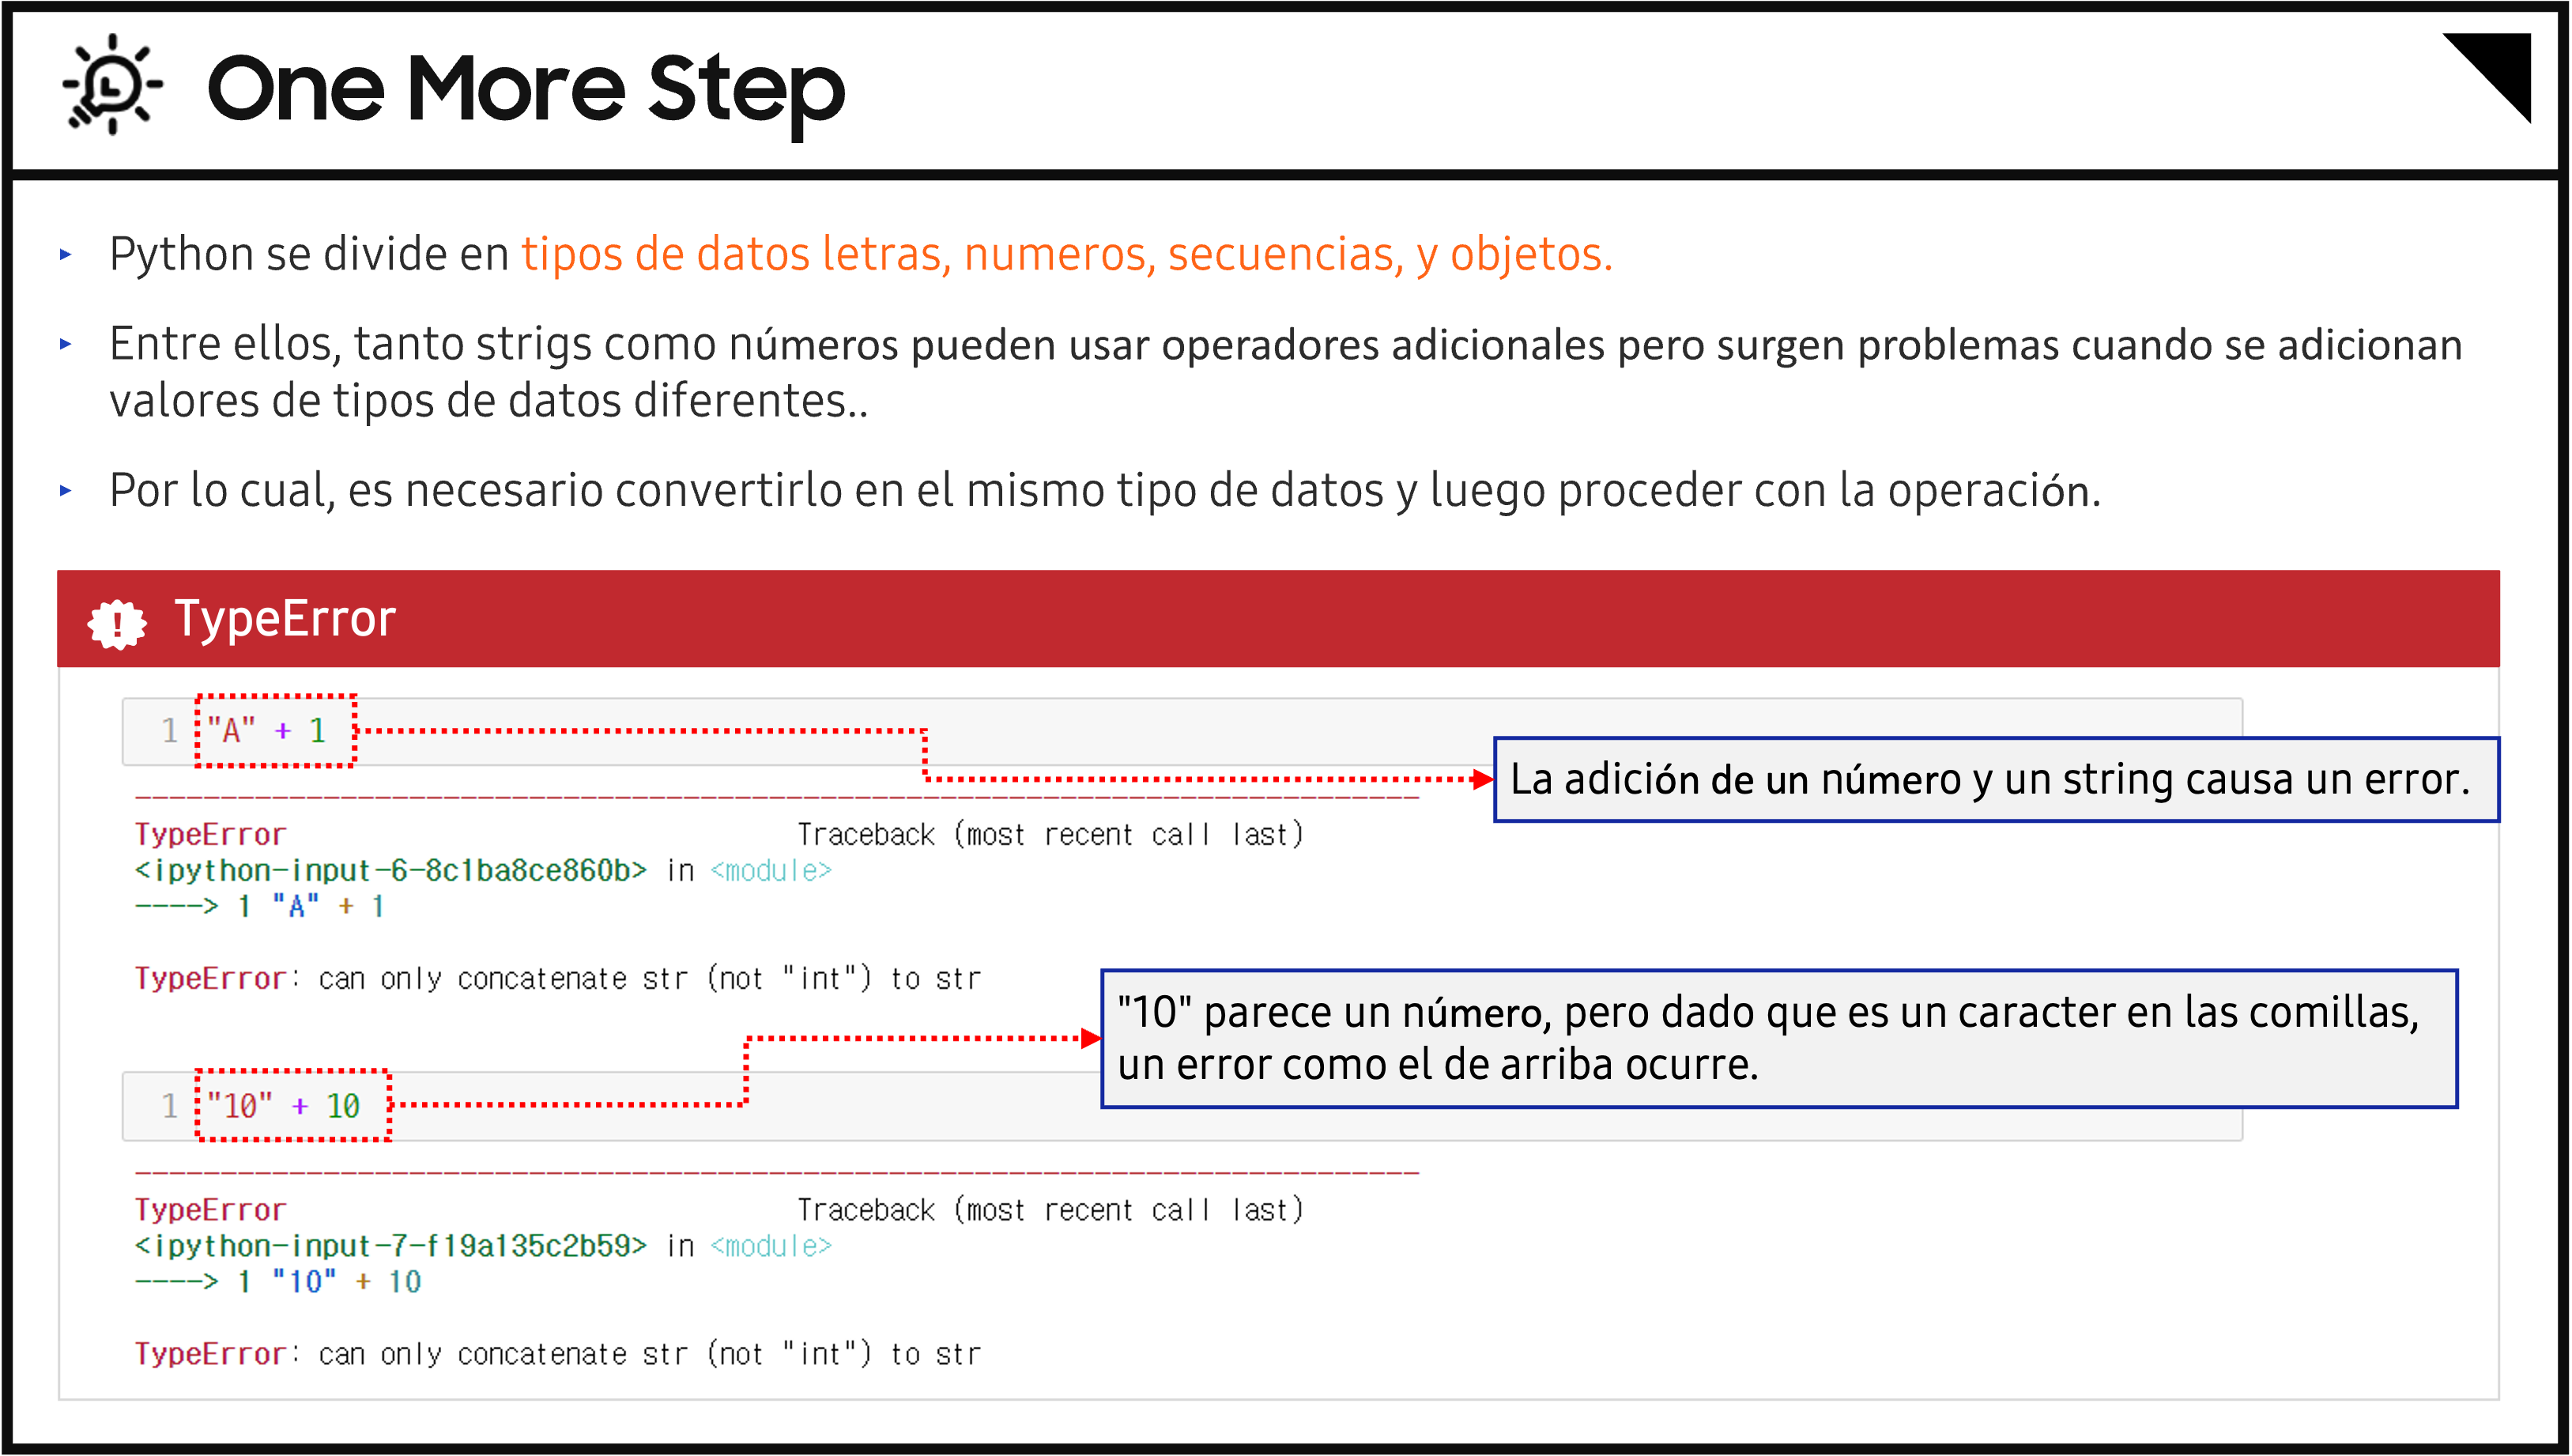 One More Step
Python se divide en tipos de datos letras, numeros, secuencias, y objetos.
Entre ellos, tanto strigs como números pueden usar operadores adicionales pero surgen problemas cuando se adicionan
valores de tipos de datos diferentes..
Por lo cual, es necesario convertirlo en el mismo tipo de datos y luego proceder con la operación.
TypeError
1 "A" + 1
La adición de un número y un string causa un error.
TypeError Traceback (most recent call last)
<ipython-input-6-8c1ba8ce860b> in <module>
----> 1 "A" + 1
TypeError: can only concatenate str (not "int") to str
"10" parece un número, pero dado que es un caracter en las comillas,
un error como el de arriba ocurre.
1 "10" + 10
TypeError Traceback (most recent call last)
<ipython-input-7-f19a135c2b59> in <module>
----> 1 "10" + 10
TypeError: can only concatenate str (not "int") to str